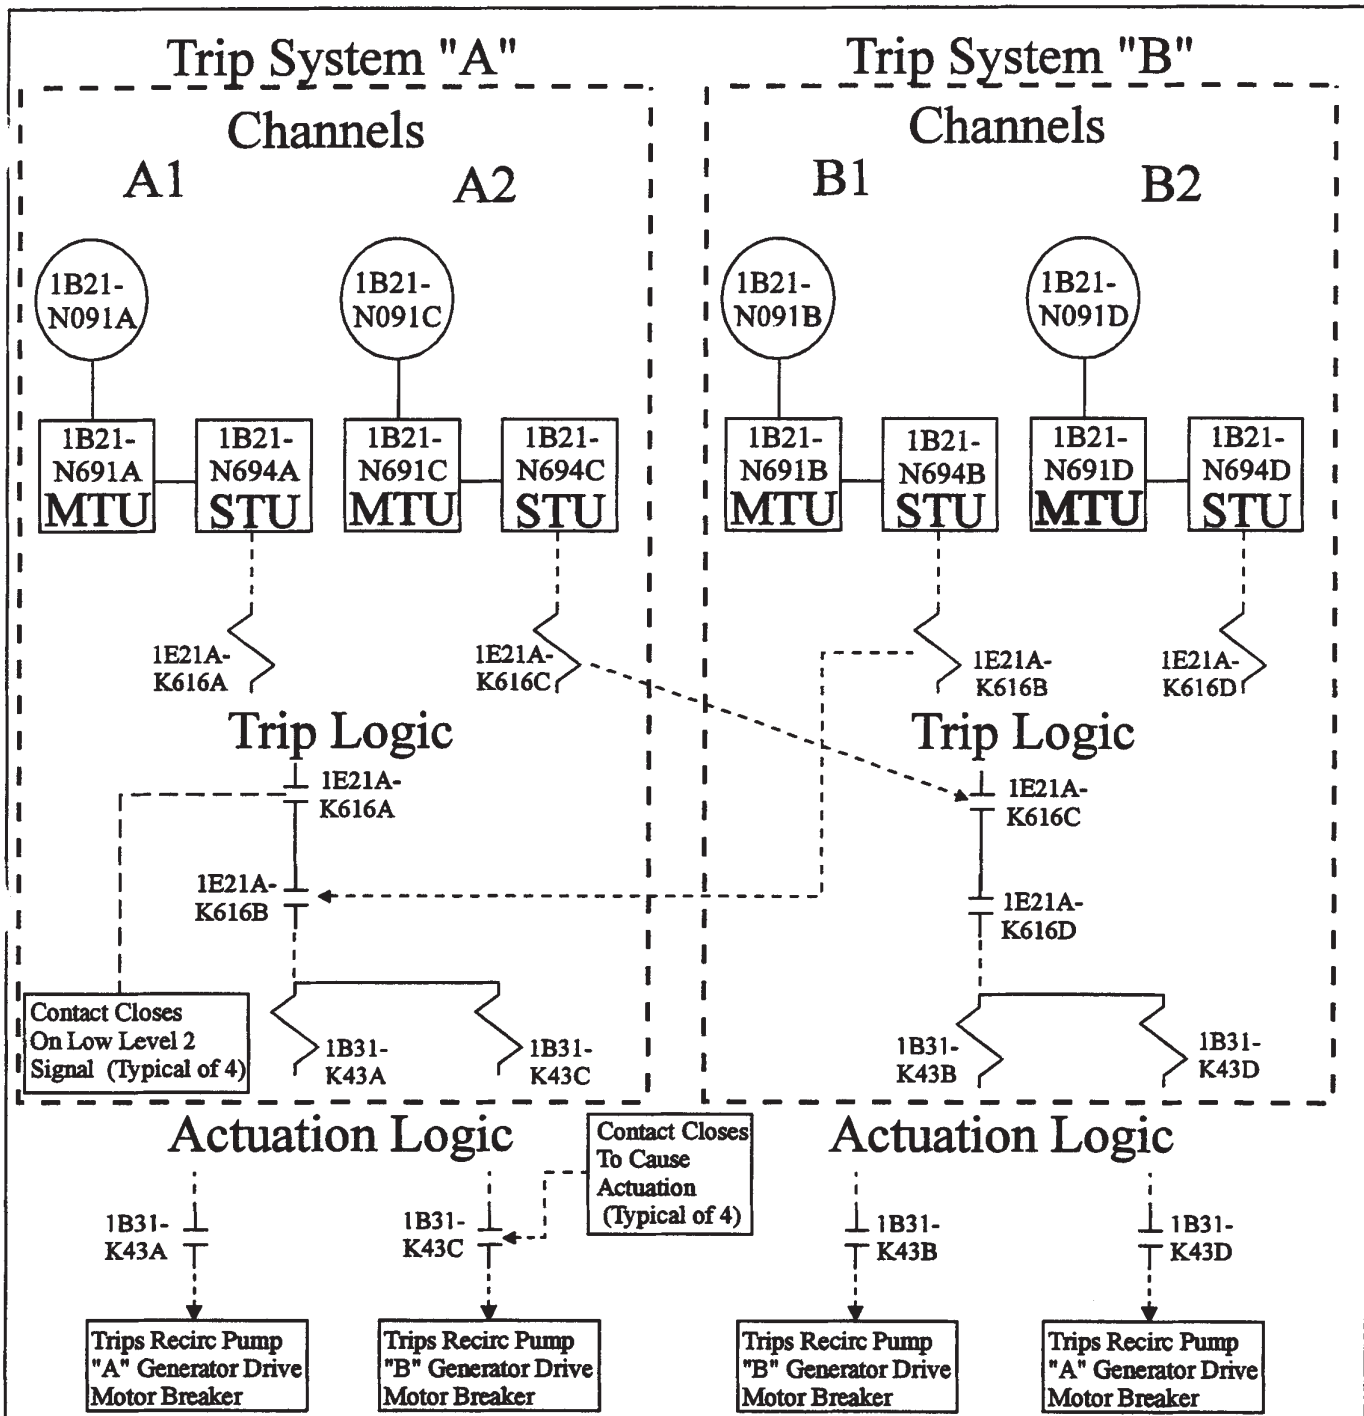 Trip System "A"
Trip System "B"
Channels
A1
A2
1B21-
N091A
1B21-
N091C
1B21-
N691A
MTU
1B21-
N694A
STU
1B21-
N691C
MTU
1B21-
N694C
STU
1E21A-
K616A
1E21A-
K616C
Trip Logic
1E21A-
K616A
1E21A-
K616B
Contact Closes
On Low Level 2
Signal (Typical of 4)
1B31-
K43A
1B31-
K43C
Channels
B1
B2
1B21-
N091B
1B21-
N091D
1B21-
N691B
MTU
1B21-
N694B
STU
1B21-
N691D
MTU
1B21-
N694D
STU
1E21A-
K616B
1E21A-
K616D
Trip Logic
1E21A-
K616C
1E21A-
K616D
1B31-
K43B
1B31-
K43D
Actuation Logic
Contact Closes
To Cause
Actuation
(Typical of 4)
Actuation Logic
1B31-
K43A
1B31-
K43C
1B31-
K43B
1B31-
K43D
Trips Recirc Pump
"A" Generator Drive
Motor Breaker
Trips Recirc Pump
"B" Generator Drive
Motor Breaker
Trips Recirc Pump
"B" Generator Drive
Motor Breaker
Trips Recirc Pump
"A" Generator Drive
Motor Breaker